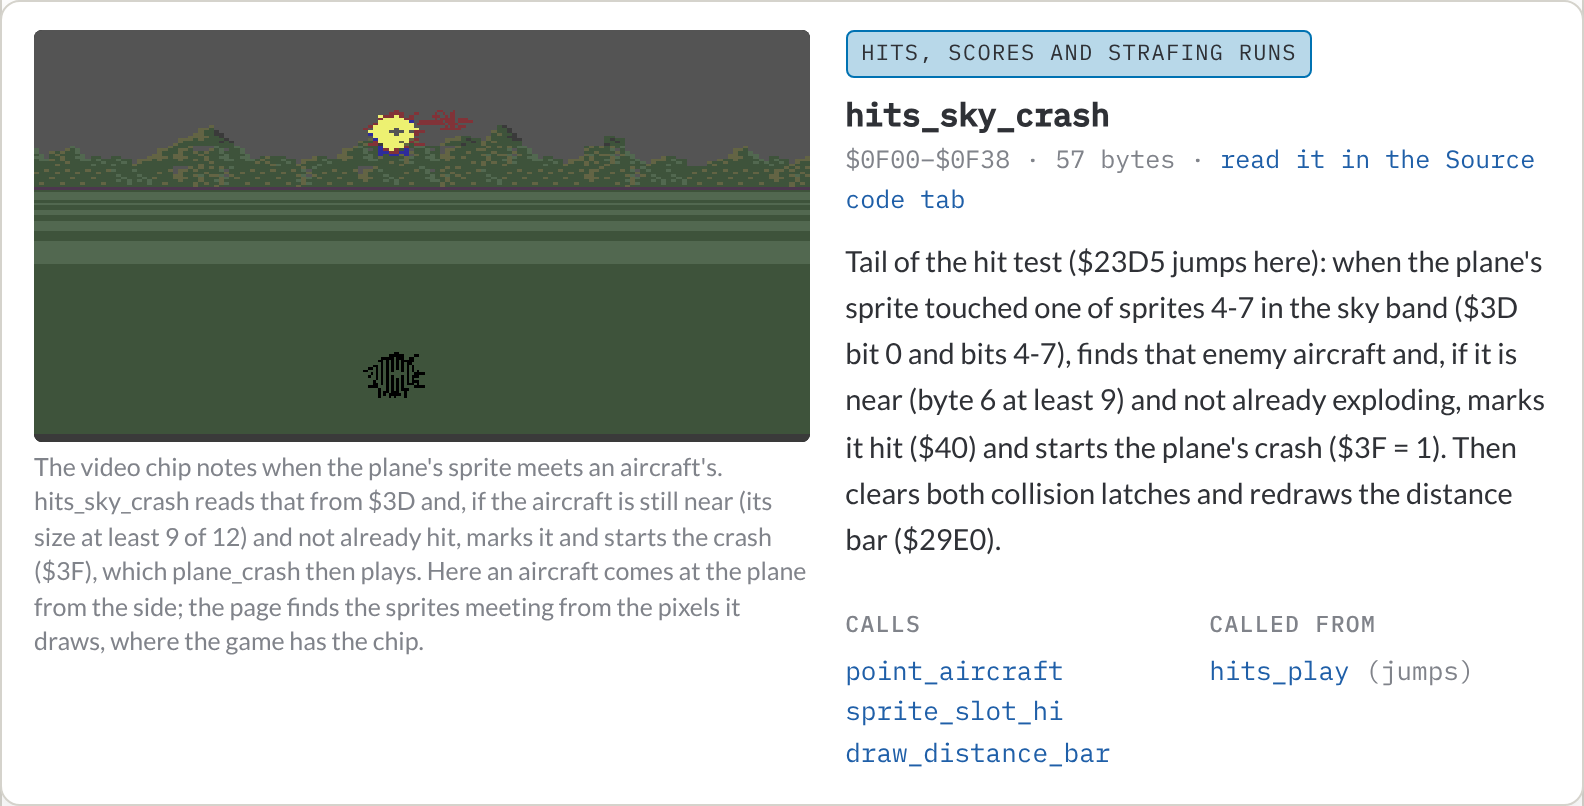 HITS, SCORES AND STRAFING RUNS
hits_sky_crash
$0F00–$0F38 · 57 bytes · read it in the Source
code tab
Tail of the hit test ($23D5 jumps here): when the plane's
sprite touched one of sprites 4-7 in the sky band ($3D
bit 0 and bits 4-7), finds that enemy aircraft and, if it is
near (byte 6 at least 9) and not already exploding, marks
it hit ($40) and starts the plane's crash ($3F = 1). Then
clears both collision latches and redraws the distance
bar ($29E0).
The video chip notes when the plane's sprite meets an aircraft's.
hits_sky_crash reads that from $3D and, if the aircraft is still near (its
size at least 9 of 12) and not already hit, marks it and starts the crash
($3F), which plane_crash then plays. Here an aircraft comes at the plane
from the side; the page finds the sprites meeting from the pixels it
draws, where the game has the chip.
CALLS
point_aircraft
sprite_slot_hi
draw_distance_bar
CALLED FROM
hits_play (jumps)